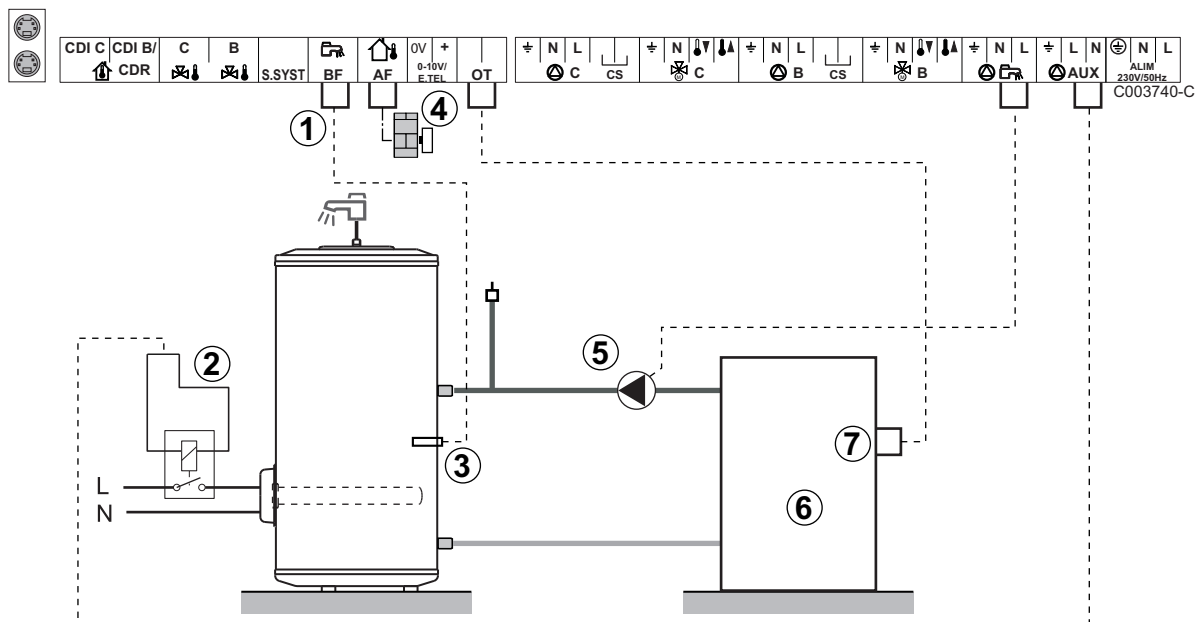 CDI C CDI B/ C B 0V + N L N N L N N L L N N L
CDR S.SYST BF AF 0-10V/ E.TEL OT C CS C B CS B AUX ALIM 230V/50Hz
C003740-C
1
4
5
2
7
3
L
N
6